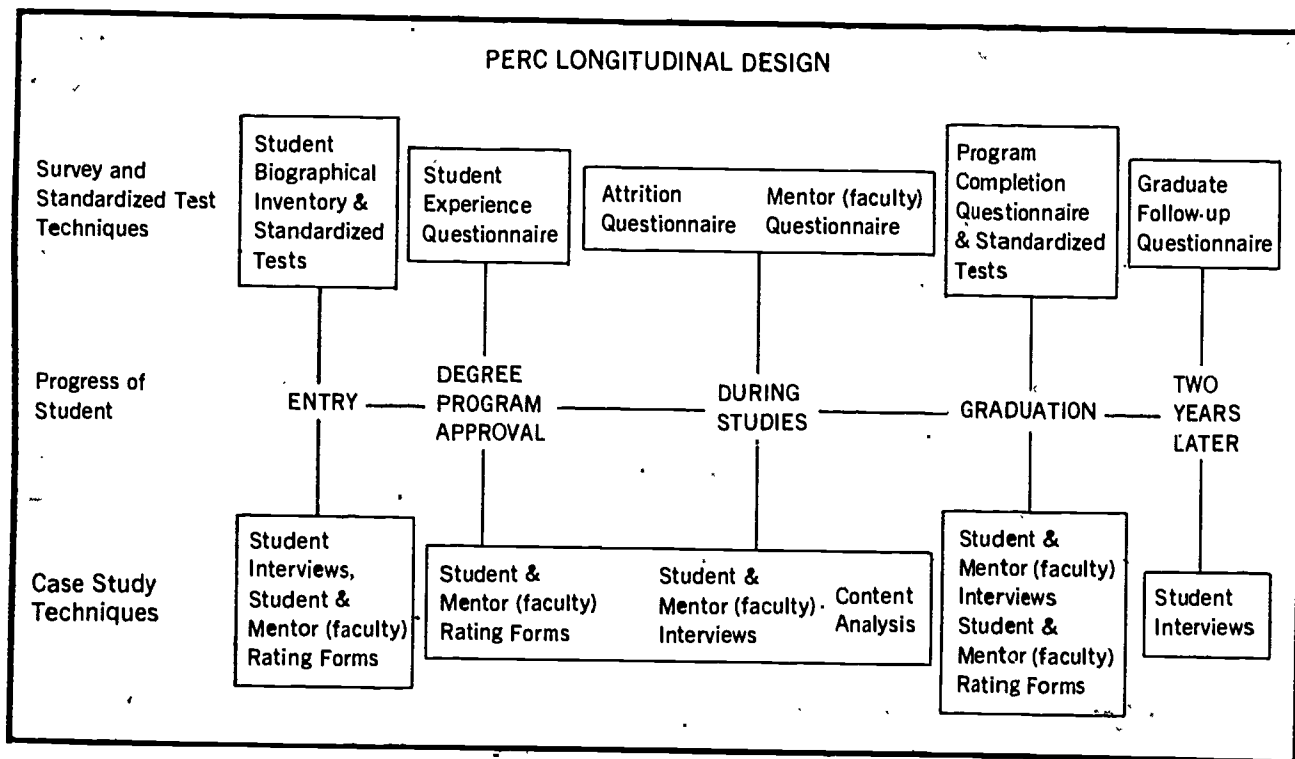 PERC LONGITUDINAL DESIGN
Survey and
Standardized Test
Techniques
Student
Biographical
Inventory &
Standardized
Tests
Student
Experience
Questionnaire
Attrition
Questionnaire
Mentor (faculty)
Questionnaire
Program
Completion
Questionnaire
& Standardized
Tests
Graduate
Follow-up
Questionnaire
Progress of
Student
ENTRY
DEGREE
PROGRAM
APPROVAL
DURING
STUDIES
GRADUATION
TWO
YEARS
LATER
Case Study
Techniques
Student
Interviews,
Student &
Mentor (faculty)
Rating Forms
Student &
Mentor (faculty)
Rating Forms
Student &
Mentor (faculty)
Interviews
Content
Analysis
Student &
Mentor (faculty)
Interviews
Student &
Mentor (faculty)
Rating Forms
Student
Interviews